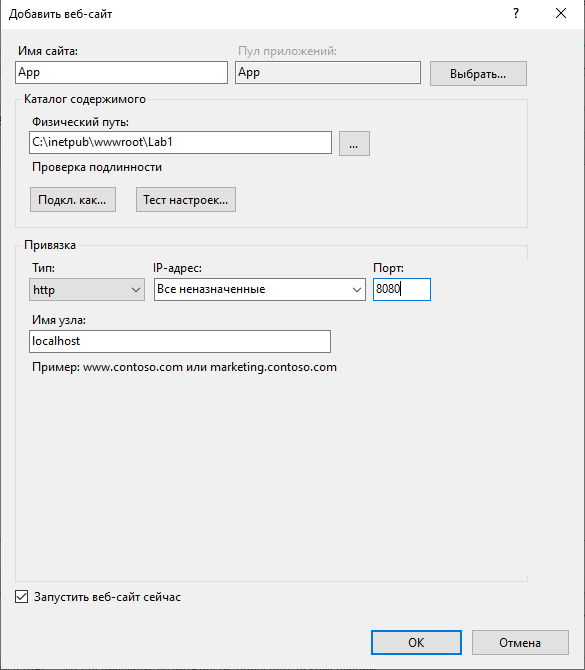 Добавить веб-сайт ?
Имя сайта: Пул приложений:
App App Выбрать...
Каталог содержимого
Физический путь:
C:\inetpub\wwwroot\Lab1 ...
Проверка подлинности
Подкл. как... Тест настроек...
Привязка
Тип: IP-адрес: Порт:
http Все неназначенные 8080
Имя узла:
localhost
Пример: www.contoso.com или marketing.contoso.com
Запустить веб-сайт сейчас
ОК Отмена